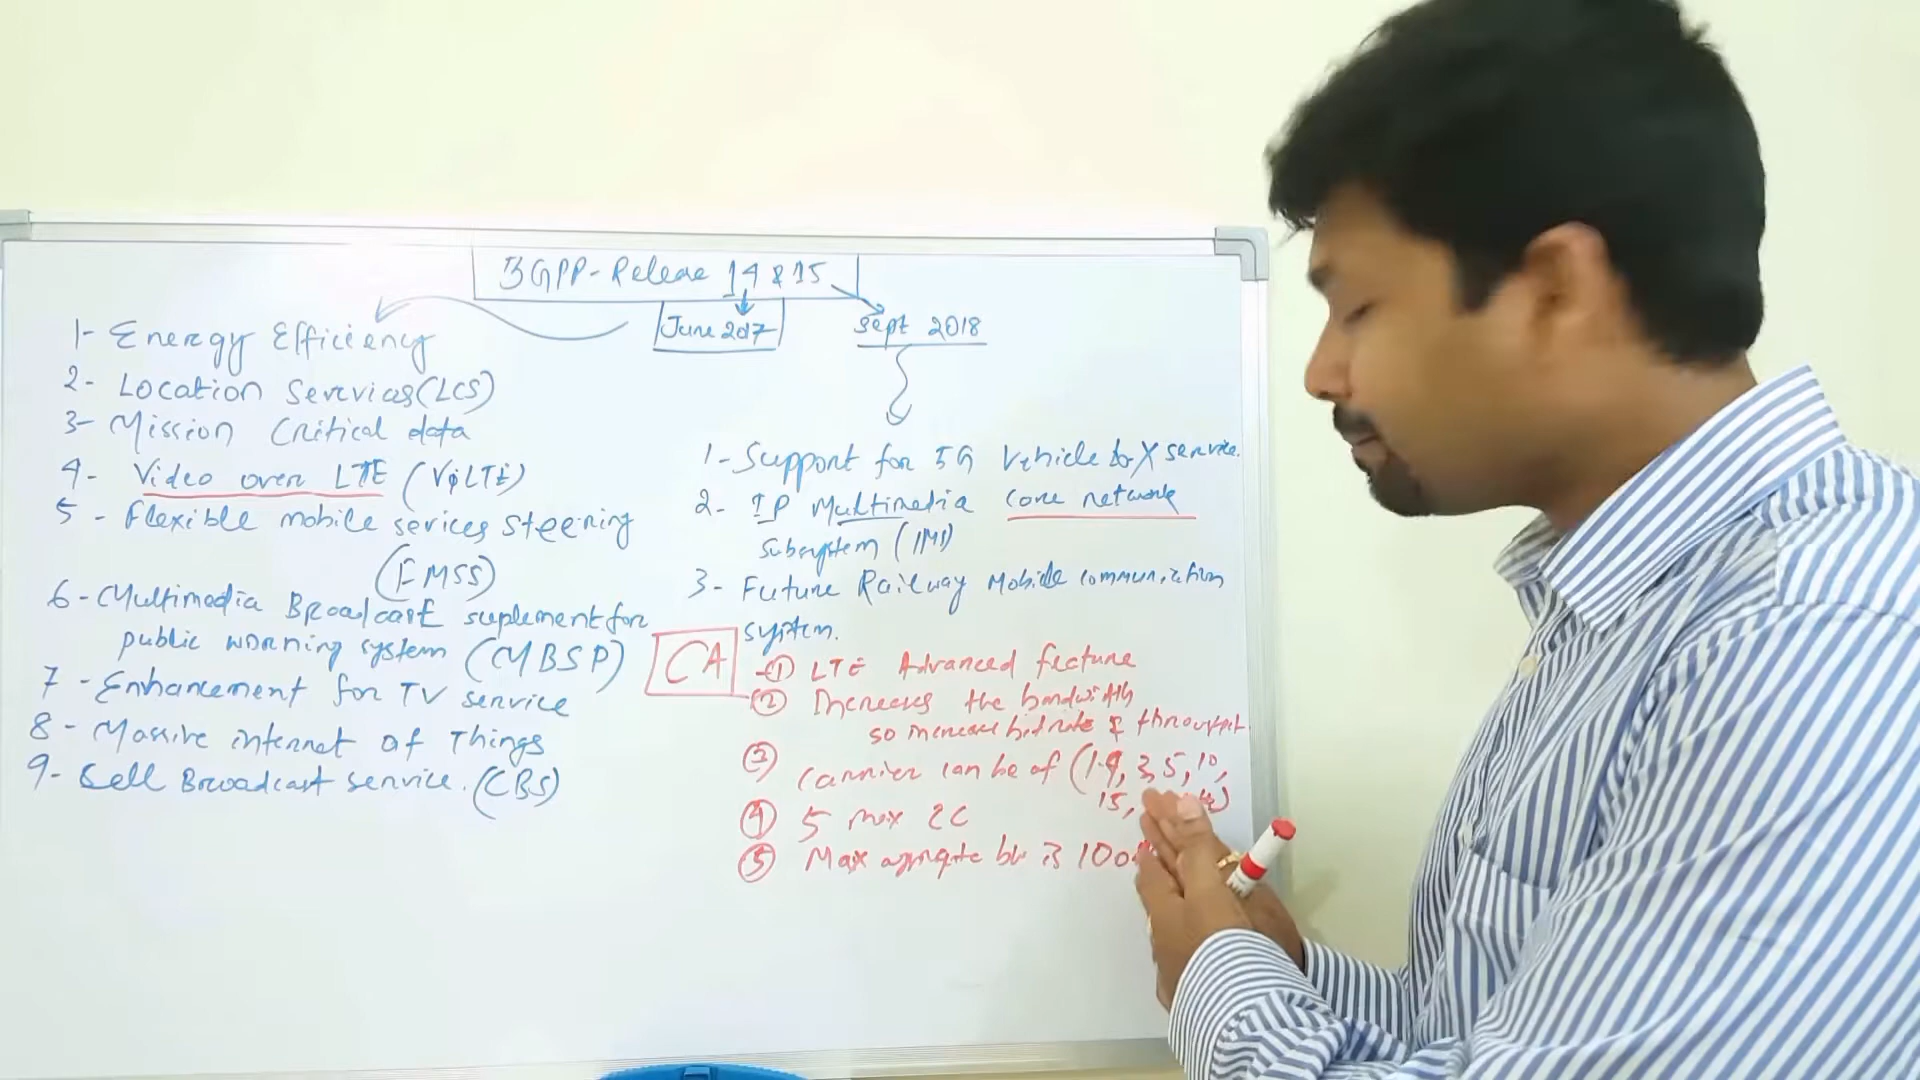 3GPP-Release 14 & 15
June 2017
Sept 2018
1- Energy Efficiency
2- Location Services (LCS)
3- Mission Critical data
4- Video over LTE (ViLTE)
5- Flexible mobile services steering
(FMSS)
6- Multimedia Broadcast suplement for
public warning system (MBSP)
7- Enhancement for TV service
8- Massive internet of Things
9- Cell Broadcast service. (CBS)
1- Support for 5G Vehicle to X service.
2- IP Multimedia core network
Subsystem (IMS)
3- Future Railway Mobile communication
system.
CA
① LTE Advanced feature
② Increases the bandwidth
so increase bitrate & throughput.
③ carrier can be of (1.4, 3, 5, 10,
15,
④ 5 max CC
⑤ Max aggregate bw is 100